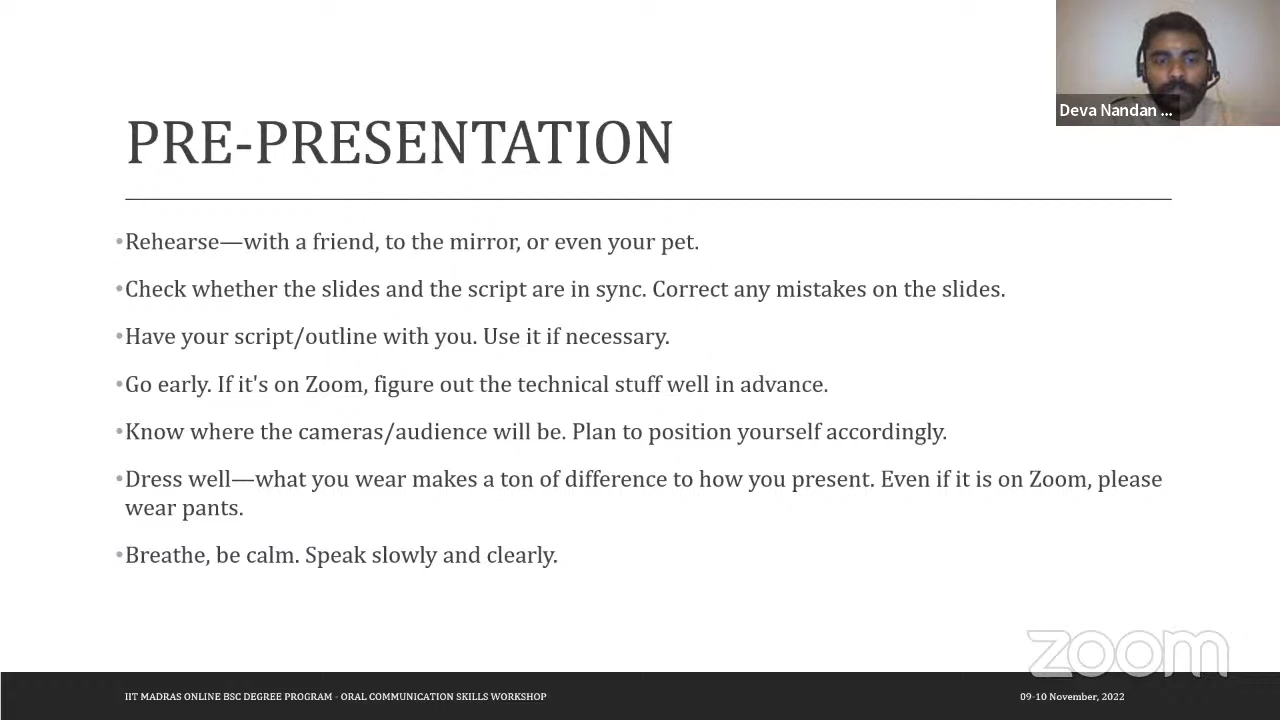 Deva Nandan ...
PRE-PRESENTATION
•Rehearse—with a friend, to the mirror, or even your pet.
•Check whether the slides and the script are in sync. Correct any mistakes on the slides.
•Have your script/outline with you. Use it if necessary.
•Go early. If it's on Zoom, figure out the technical stuff well in advance.
•Know where the cameras/audience will be. Plan to position yourself accordingly.
•Dress well—what you wear makes a ton of difference to how you present. Even if it is on Zoom, please
wear pants.
•Breathe, be calm. Speak slowly and clearly.
zoom
IIT MADRAS ONLINE BSC DEGREE PROGRAM - ORAL COMMUNICATION SKILLS WORKSHOP
09-10 November, 2022